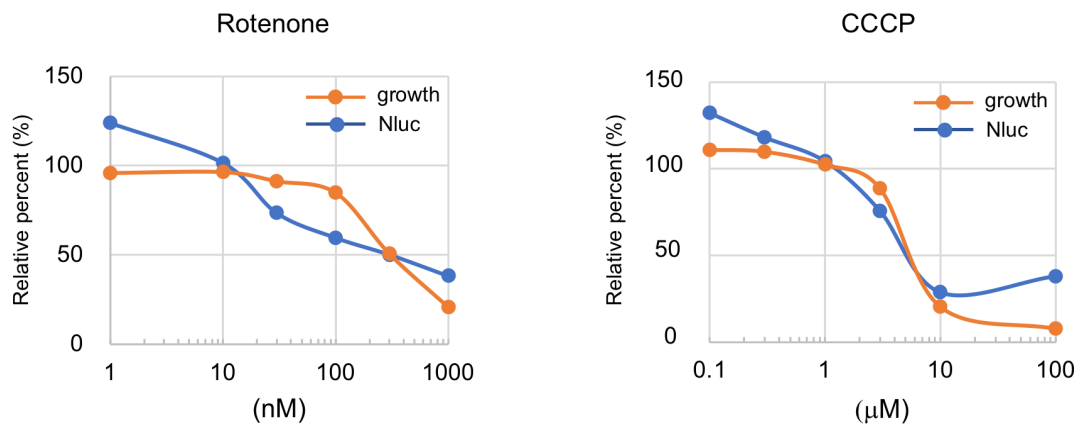 Rotenone
150
100
50
0
Relative percent (%)
growth
Nluc
1
10
100
1000
(nM)
CCCP
150
100
50
0
Relative percent (%)
growth
Nluc
0.1
1
10
100
(μM)